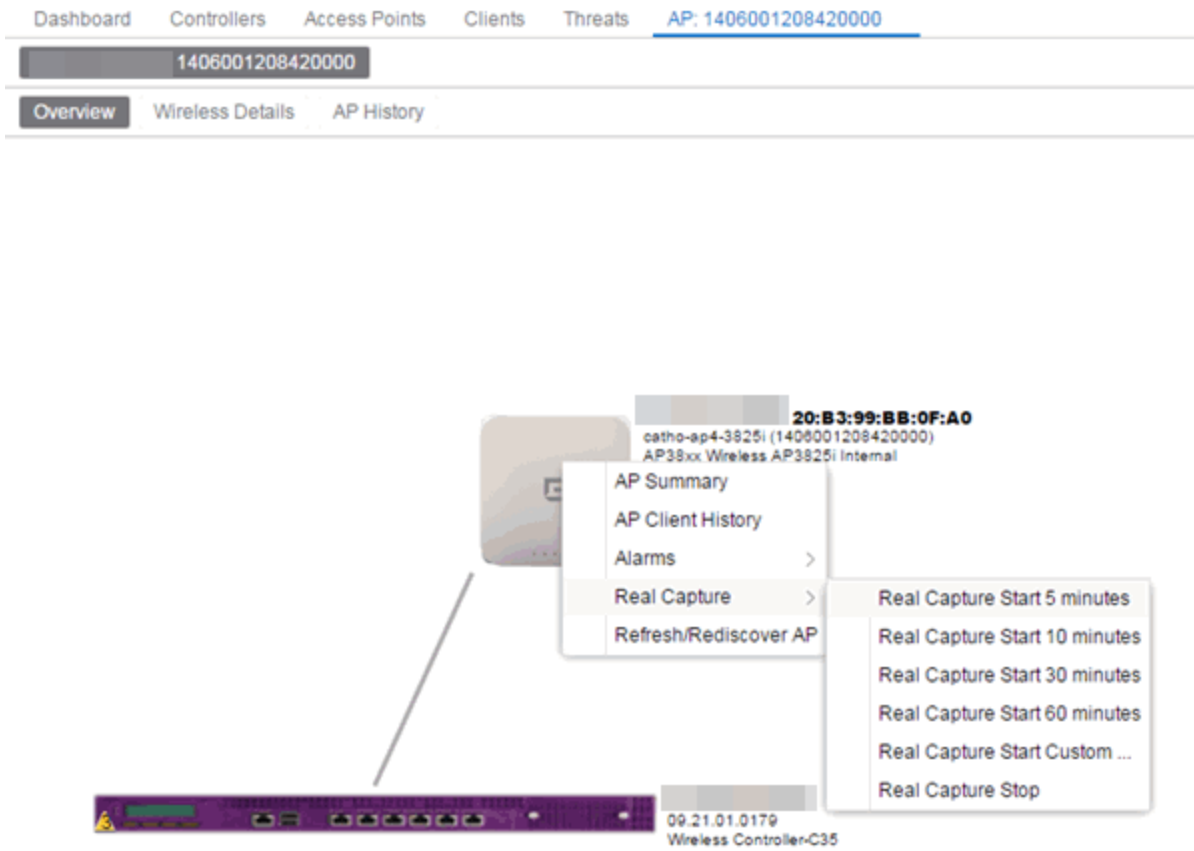 Dashboard Controllers Access Points Clients Threats AP: 1406001208420000
1406001208420000
Overview Wireless Details AP History
20:B3:99:BB:0F:A0
catho-ap4-3825i (1406001208420000)
AP38xx Wireless AP3825i Internal
AP Summary
AP Client History
Alarms
Real Capture
Refresh/Rediscover AP
Real Capture Start 5 minutes
Real Capture Start 10 minutes
Real Capture Start 30 minutes
Real Capture Start 60 minutes
Real Capture Start Custom ...
Real Capture Stop
09.21.01.0179
Wireless Controller-C35